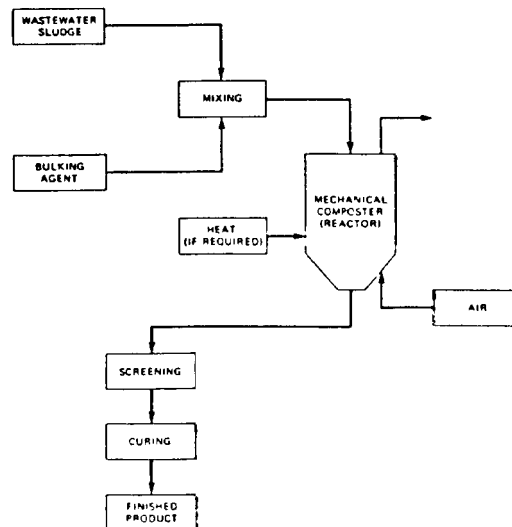 WASTEWATER
SLUDGE
MIXING
BULKING
AGENT
MECHANICAL
COMPOSTER
(REACTOR)
HEAT
(IF REQUIRED)
AIR
SCREENING
CURING
FINISHED
PRODUCT